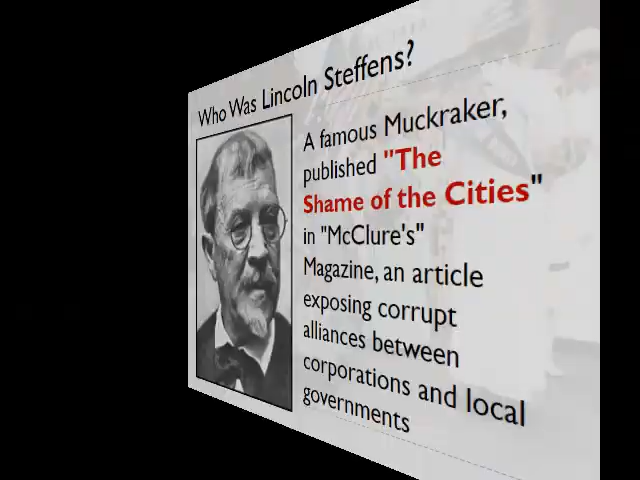 Who Was Lincoln Steffens?
A famous Muckraker,
published "The
Shame of the Cities"
in "McClure's"
Magazine, an article
exposing corrupt
alliances between
corporations and local
governments